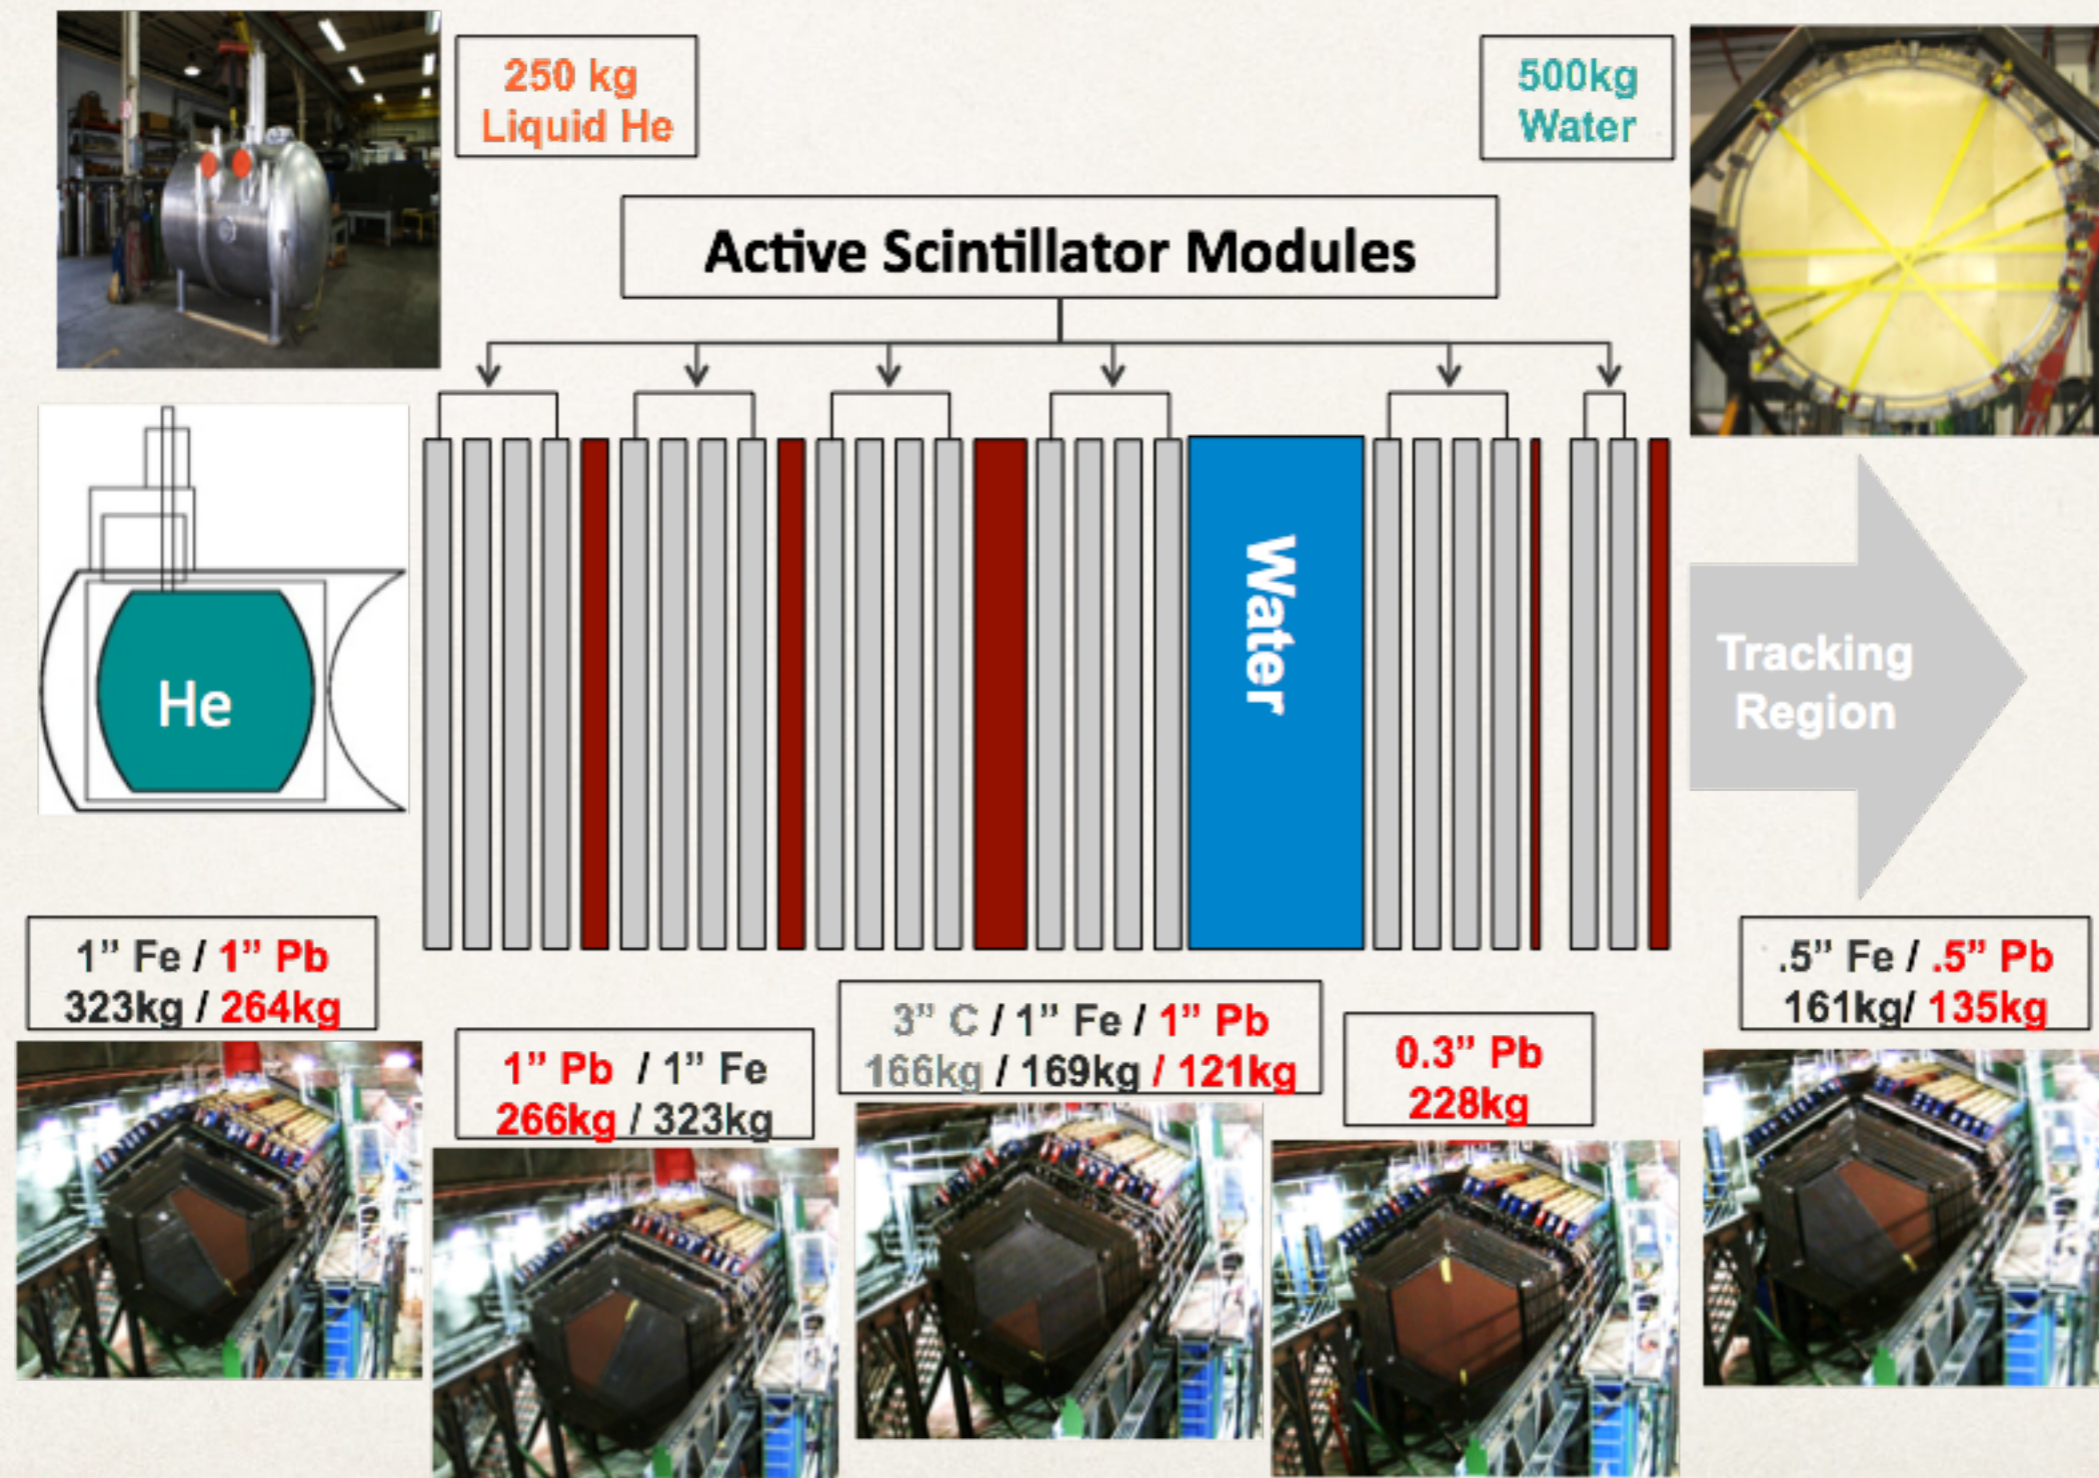 250 kg
Liquid He
500kg
Water
Active Scintillator Modules
He
Water
Tracking
Region
1” Fe / 1” Pb
323kg / 264kg
1” Pb / 1” Fe
266kg / 323kg
3” C / 1” Fe / 1” Pb
166kg / 169kg / 121kg
0.3” Pb
228kg
.5” Fe / .5” Pb
161kg/ 135kg